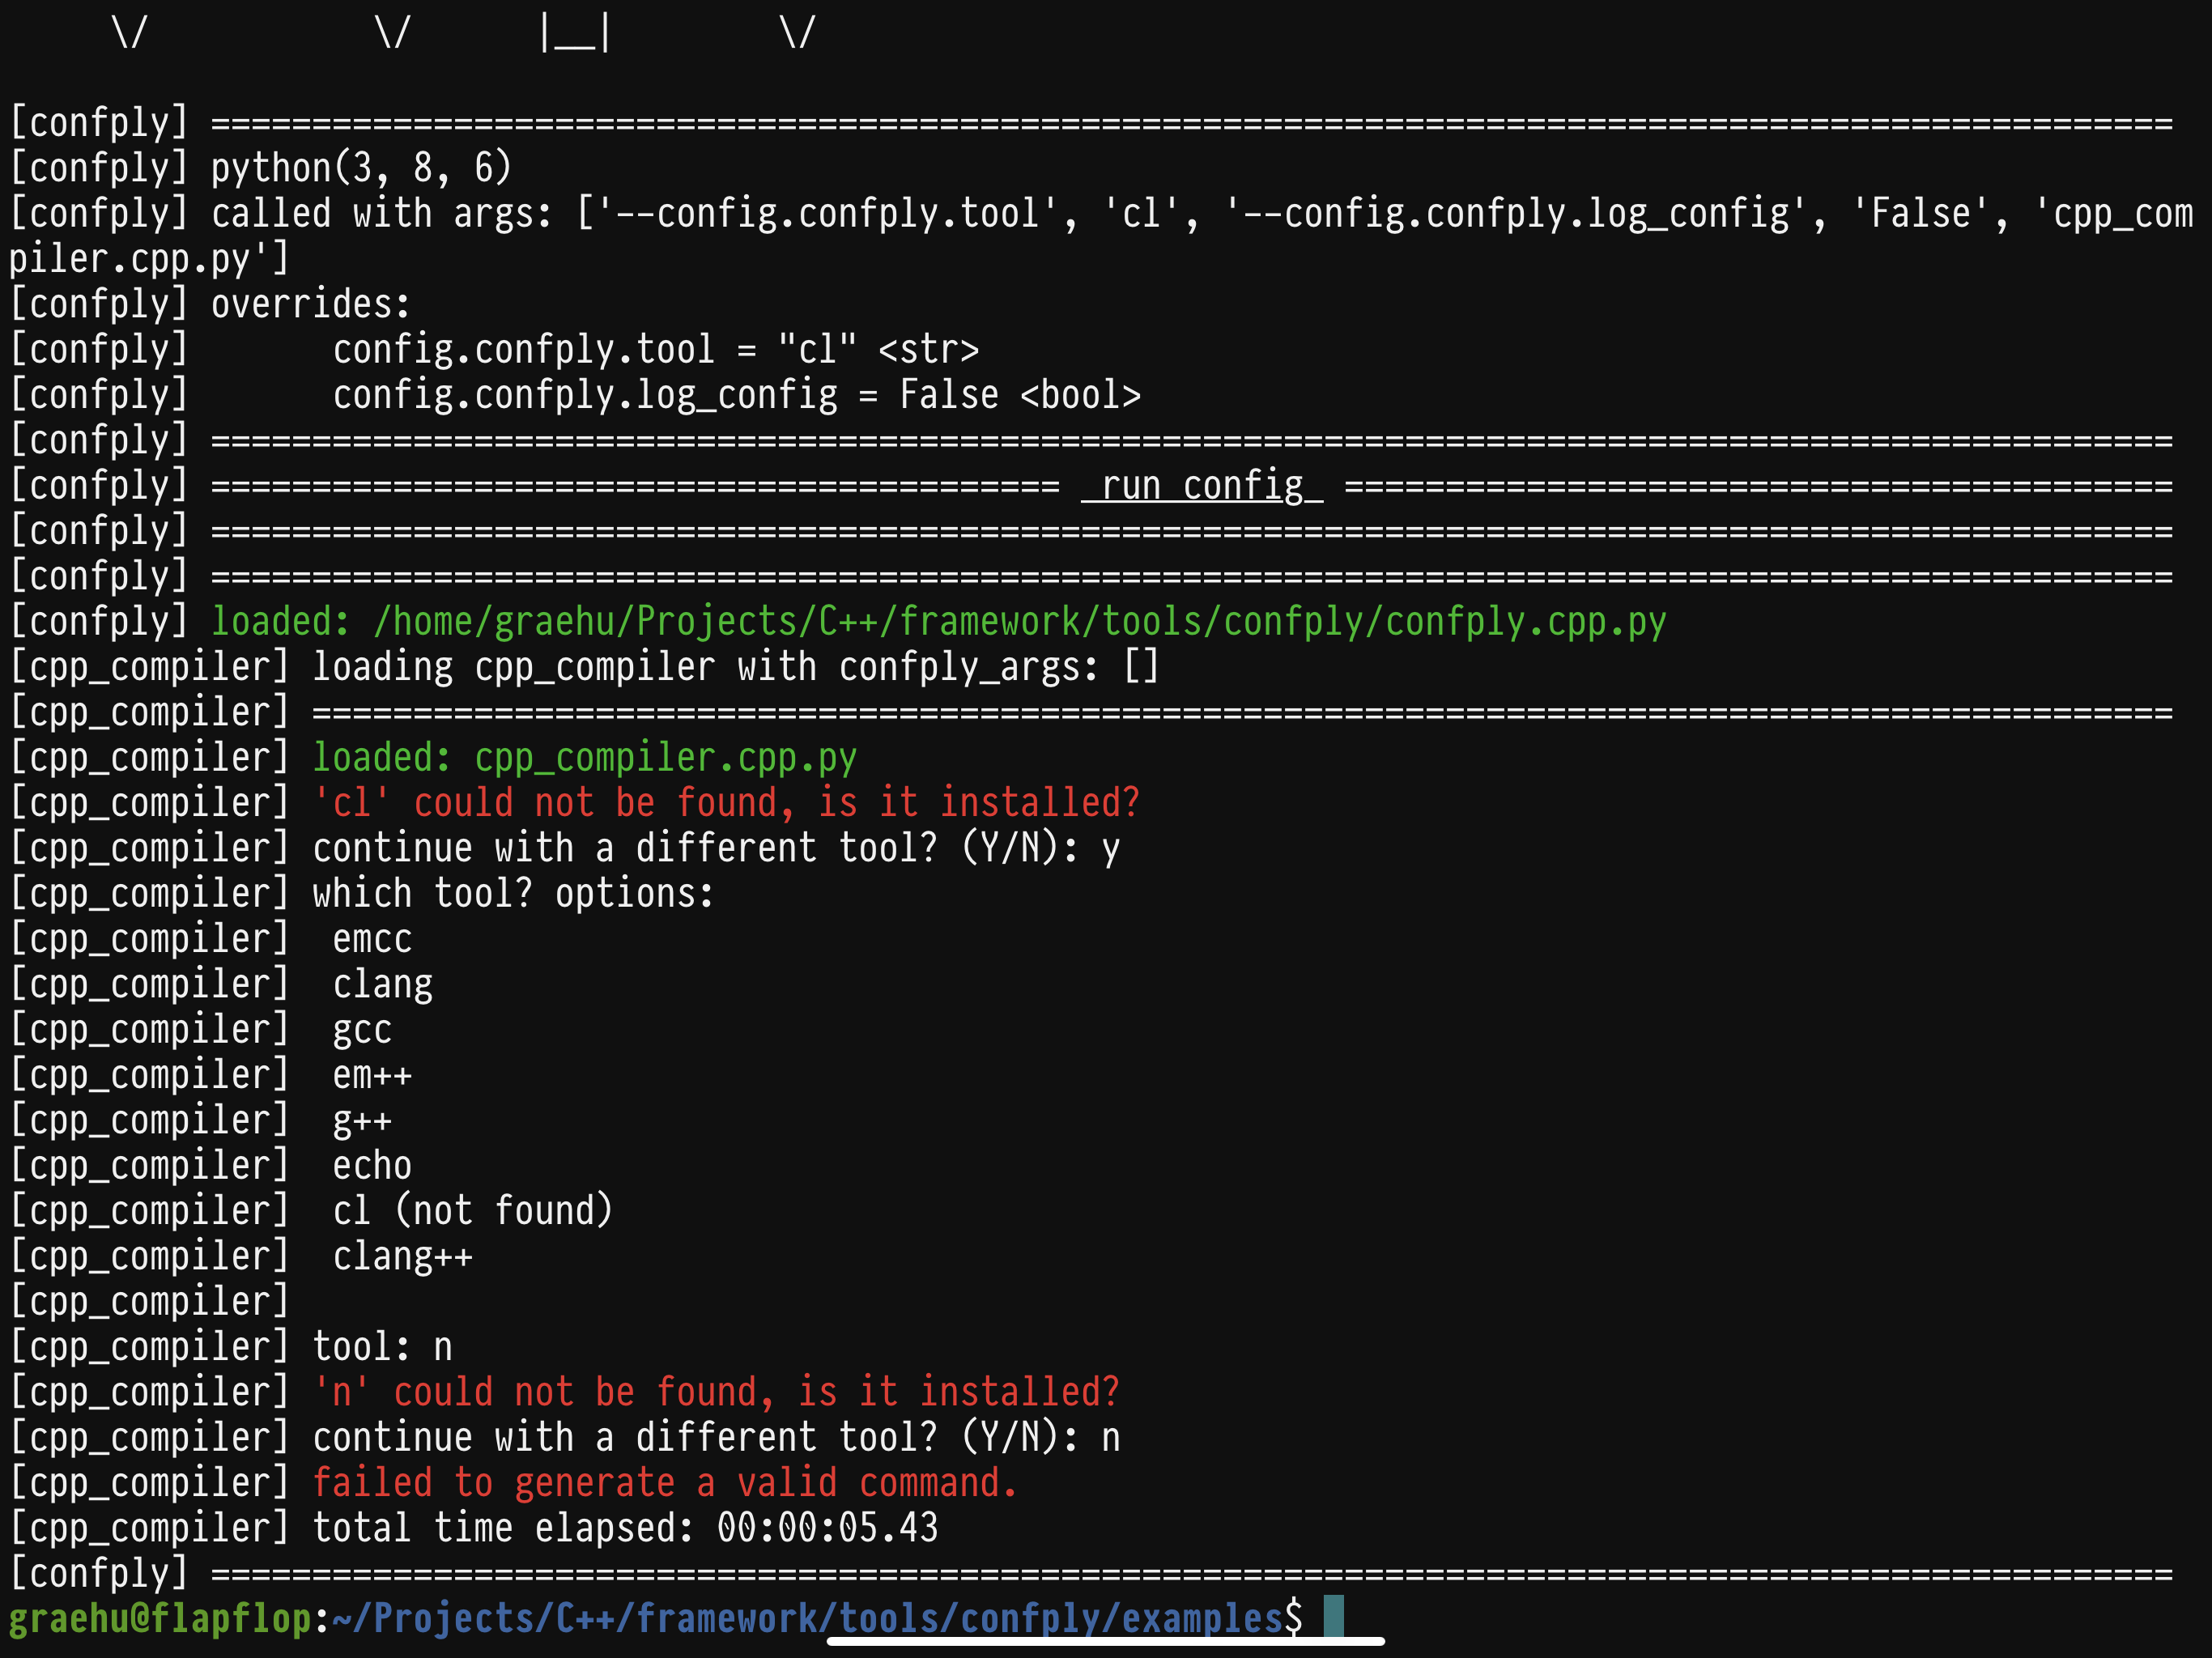 \/           \/      |__|        \/
[confply] =================================================================================================
[confply] python(3, 8, 6)
[confply] called with args: ['--config.confply.tool', 'cl', '--config.confply.log_config', 'False', 'cpp_com
piler.cpp.py']
[confply] overrides:
[confply]       config.confply.tool = "cl" <str>
[confply]       config.confply.log_config = False <bool>
[confply] =================================================================================================
[confply] ========================================== _run config_ =========================================
[confply] =================================================================================================
[confply] =================================================================================================
[confply] loaded: /home/graehu/Projects/C++/framework/tools/confply/confply.cpp.py
[cpp_compiler] loading cpp_compiler with confply_args: []
[cpp_compiler] ============================================================================================
[cpp_compiler] loaded: cpp_compiler.cpp.py
[cpp_compiler] 'cl' could not be found, is it installed?
[cpp_compiler] continue with a different tool? (Y/N): y
[cpp_compiler] which tool? options:
[cpp_compiler]  emcc
[cpp_compiler]  clang
[cpp_compiler]  gcc
[cpp_compiler]  em++
[cpp_compiler]  g++
[cpp_compiler]  echo
[cpp_compiler]  cl (not found)
[cpp_compiler]  clang++
[cpp_compiler]
[cpp_compiler] tool: n
[cpp_compiler] 'n' could not be found, is it installed?
[cpp_compiler] continue with a different tool? (Y/N): n
[cpp_compiler] failed to generate a valid command.
[cpp_compiler] total time elapsed: 00:00:05.43
[confply] =================================================================================================
graehu@flapflop:~/Projects/C++/framework/tools/confply/examples$